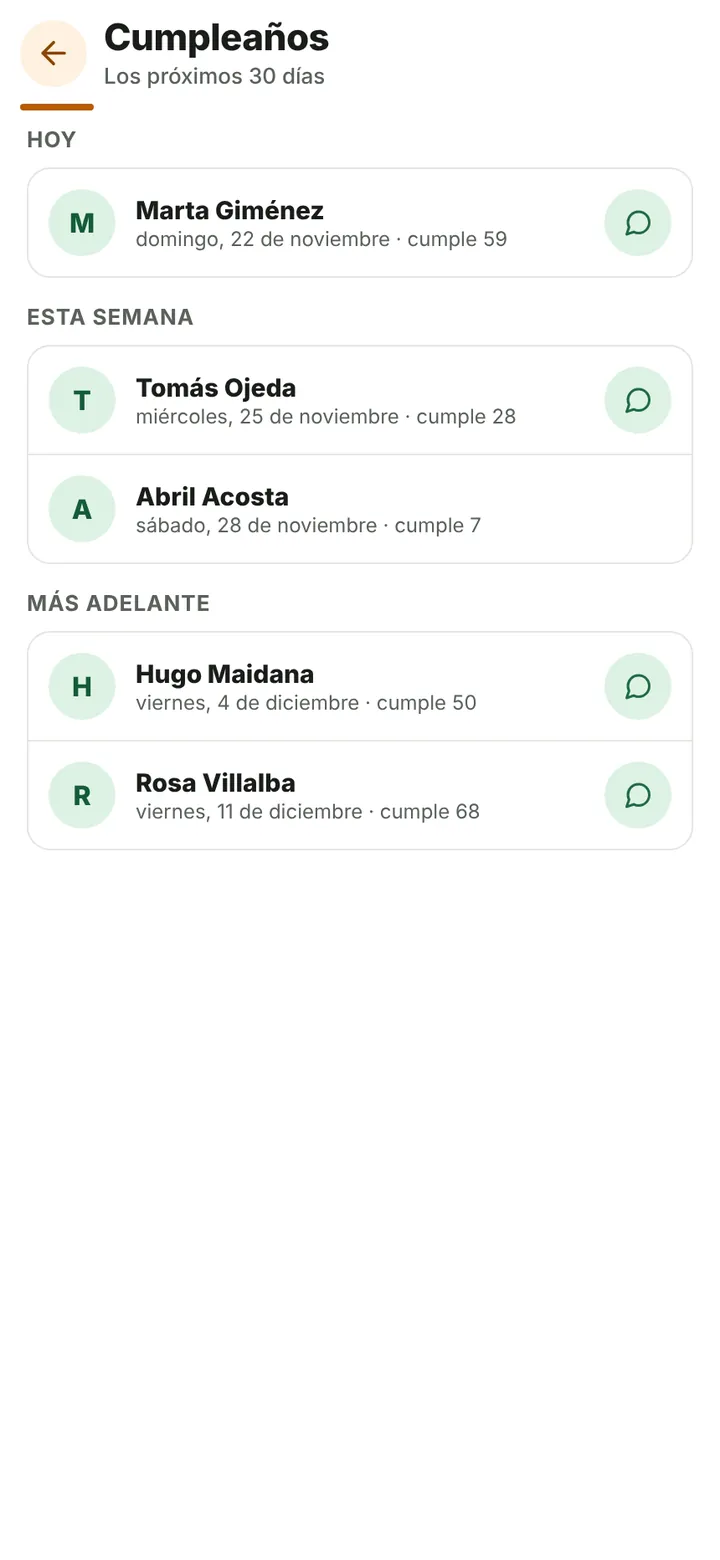 Cumpleaños
Los próximos 30 días
HOY
M
Marta Giménez
domingo, 22 de noviembre · cumple 59
ESTA SEMANA
T
Tomás Ojeda
miércoles, 25 de noviembre · cumple 28
A
Abril Acosta
sábado, 28 de noviembre · cumple 7
MÁS ADELANTE
H
Hugo Maidana
viernes, 4 de diciembre · cumple 50
R
Rosa Villalba
viernes, 11 de diciembre · cumple 68